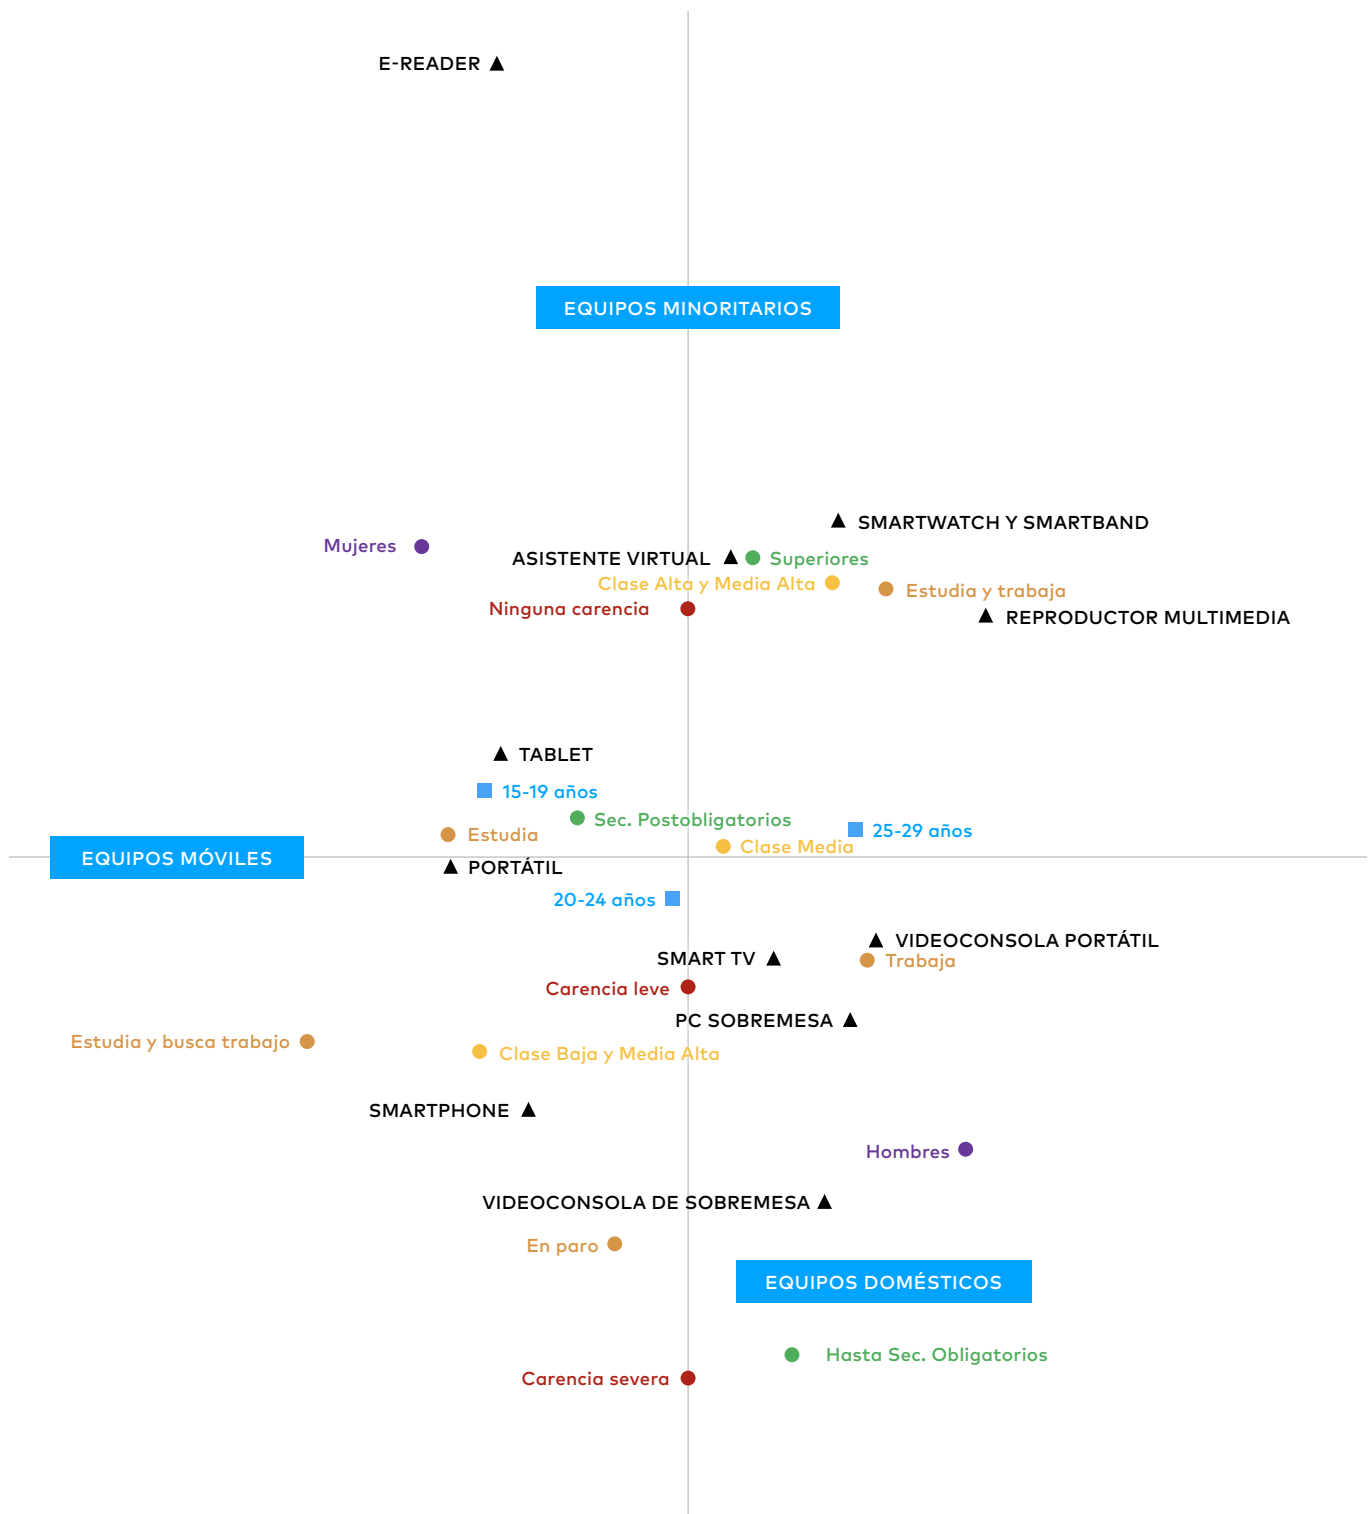 E-READER
EQUIPOS MINORITARIOS
SMARTWATCH Y SMARTBAND
Mujeres
ASISTENTE VIRTUAL
Superiores
Clase Alta y Media Alta
Estudia y trabaja
Ninguna carencia
REPRODUCTOR MULTIMEDIA
TABLET
15-19 años
Sec. Postobligatorios
25-29 años
Estudia
Clase Media
EQUIPOS MÓVILES
PORTÁTIL
20-24 años
VIDEOCONSOLA PORTÁTIL
SMART TV
Trabaja
Carencia leve
PC SOBREMESA
Estudia y busca trabajo
Clase Baja y Media Alta
SMARTPHONE
Hombres
VIDEOCONSOLA DE SOBREMESA
En paro
EQUIPOS DOMÉSTICOS
Hasta Sec. Obligatorios
Carencia severa